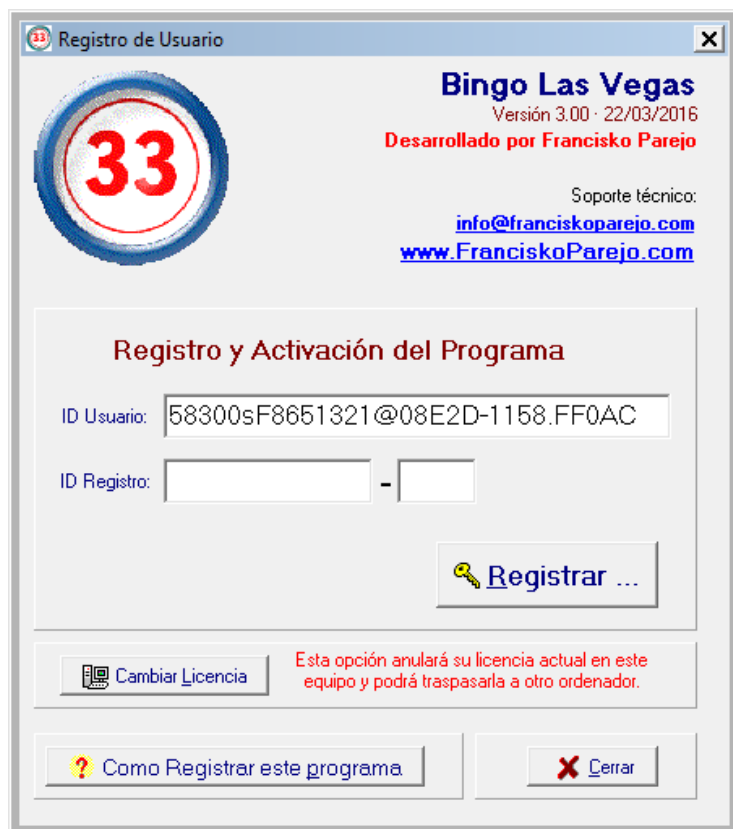 33 Registro de Usuario
33
Bingo Las Vegas
Versión 3.00 · 22/03/2016
Desarrollado por Francisko Parejo
Soporte técnico:
info@franciskoparejo.com
www.FranciskoParejo.com
Registro y Activación del Programa
ID Usuario: 58300sF8651321@08E2D-1158.FF0AC
ID Registro: -
Registrar ...
Cambiar Licencia
Esta opción anulará su licencia actual en este
equipo y podrá traspasarla a otro ordenador.
? Como Registrar este programa
Cerrar